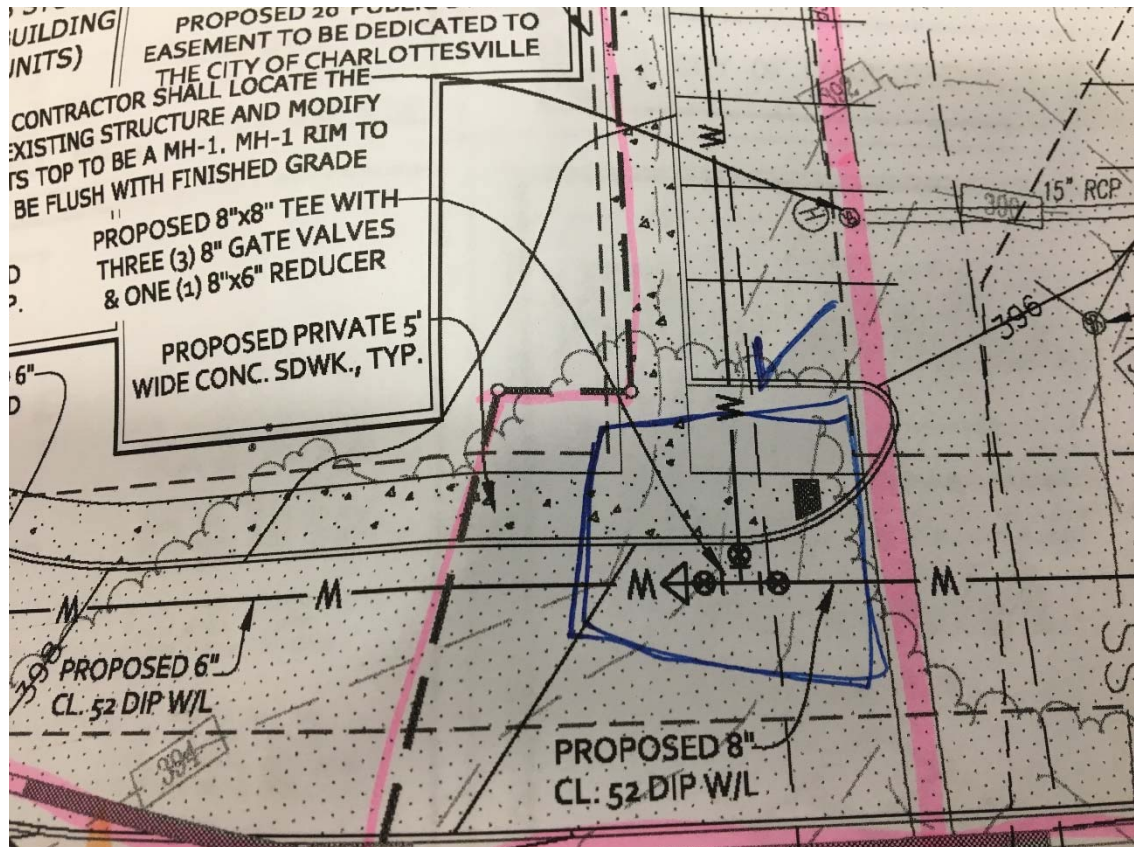 BUILDING
UNITS)
PROPOSED 20' PUBLIC
EASEMENT TO BE DEDICATED TO
THE CITY OF CHARLOTTESVILLE
CONTRACTOR SHALL LOCATE THE
EXISTING STRUCTURE AND MODIFY
ITS TOP TO BE A MH-1. MH-1 RIM TO
BE FLUSH WITH FINISHED GRADE
PROPOSED 8"x8" TEE WITH
THREE (3) 8" GATE VALVES
& ONE (1) 8"x6" REDUCER
PROPOSED PRIVATE 5'
WIDE CONC. SDWK., TYP.
6"
W
392
H
15" RCP
396
W
W
W
W
W
398
PROPOSED 6"
CL. 52 DIP W/L
394
PROPOSED 8"
CL. 52 DIP W/L
SS